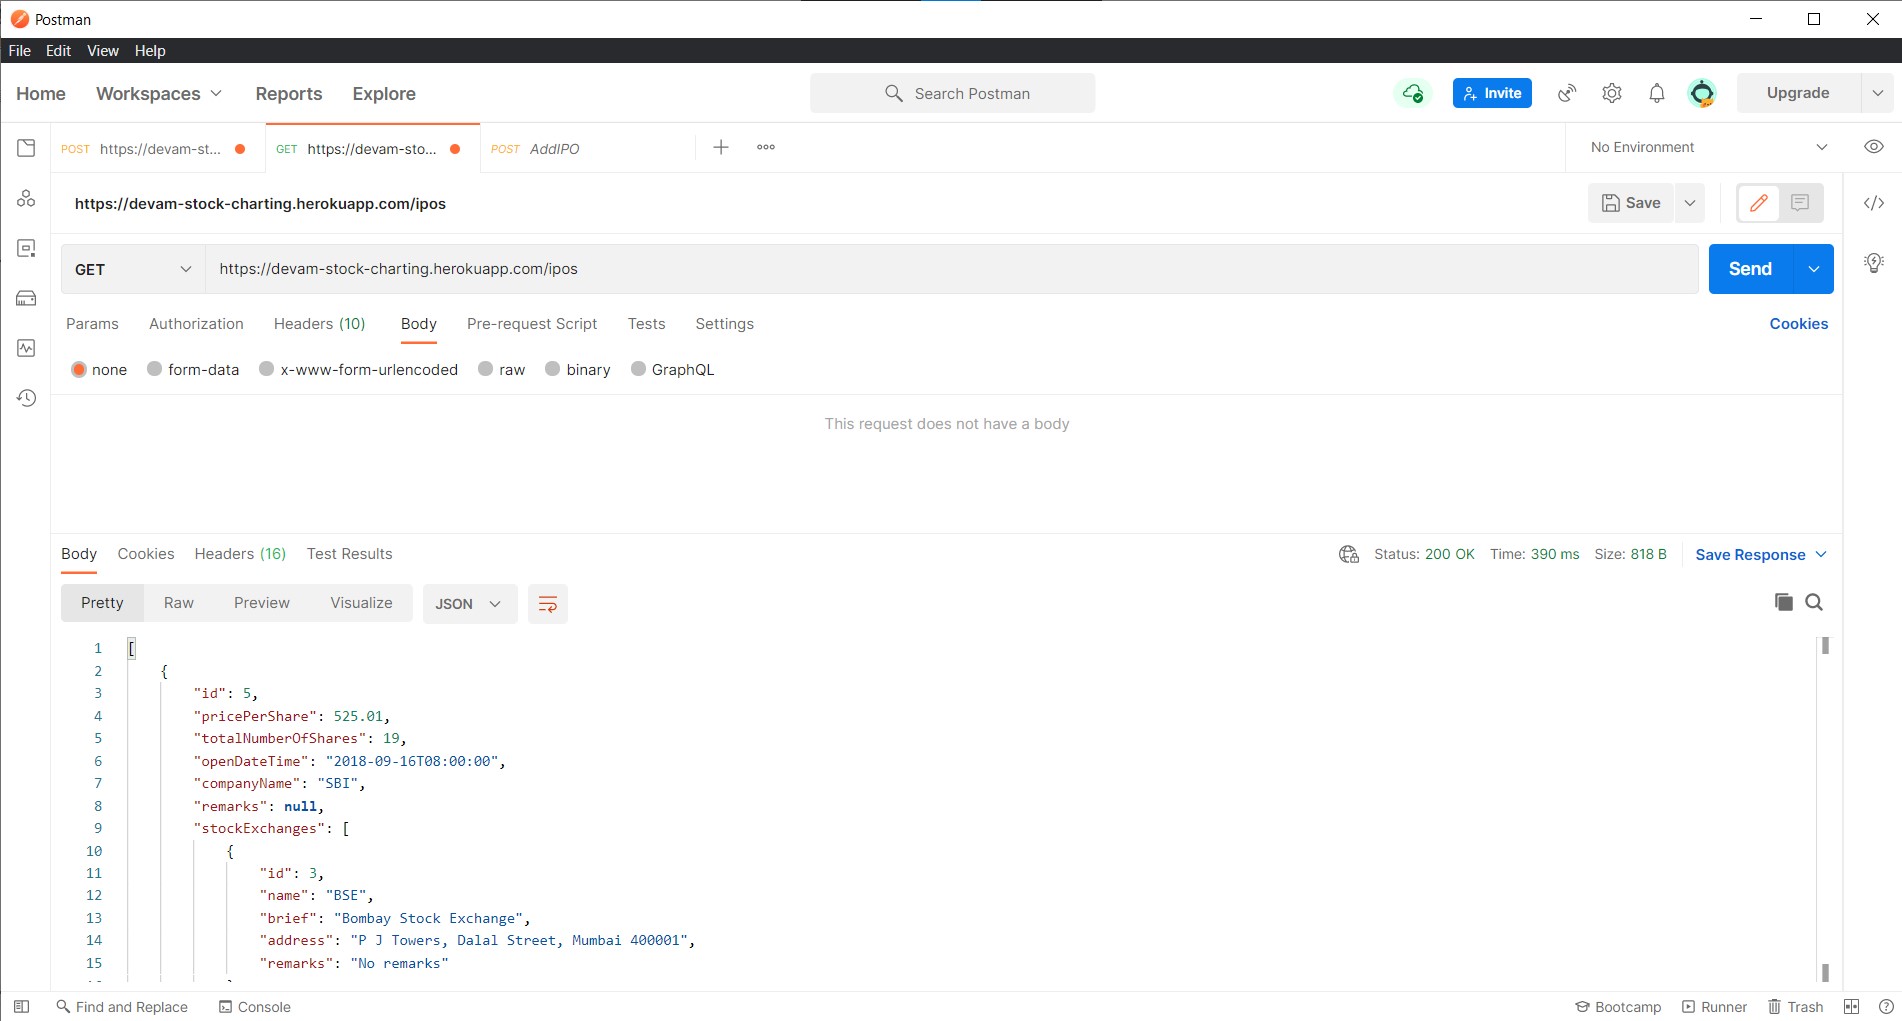 Postman
File Edit View Help
Home Workspaces Reports Explore Search Postman Invite Upgrade
POST https://devam-st... GET https://devam-sto... POST AddIPO No Environment
https://devam-stock-charting.herokuapp.com/ipos Save
GET https://devam-stock-charting.herokuapp.com/ipos Send
Params Authorization Headers (10) Body Pre-request Script Tests Settings Cookies
none form-data x-www-form-urlencoded raw binary GraphQL
This request does not have a body
Body Cookies Headers (16) Test Results Status: 200 OK Time: 390 ms Size: 818 B Save Response
Pretty Raw Preview Visualize JSON
1 [
2 {
3 "id": 5,
4 "pricePerShare": 525.01,
5 "totalNumberOfShares": 19,
6 "openDateTime": "2018-09-16T08:00:00",
7 "companyName": "SBI",
8 "remarks": null,
9 "stockExchanges": [
10 {
11 "id": 3,
12 "name": "BSE",
13 "brief": "Bombay Stock Exchange",
14 "address": "P J Towers, Dalal Street, Mumbai 400001",
15 "remarks": "No remarks"
Find and Replace Console Bootcamp Runner Trash